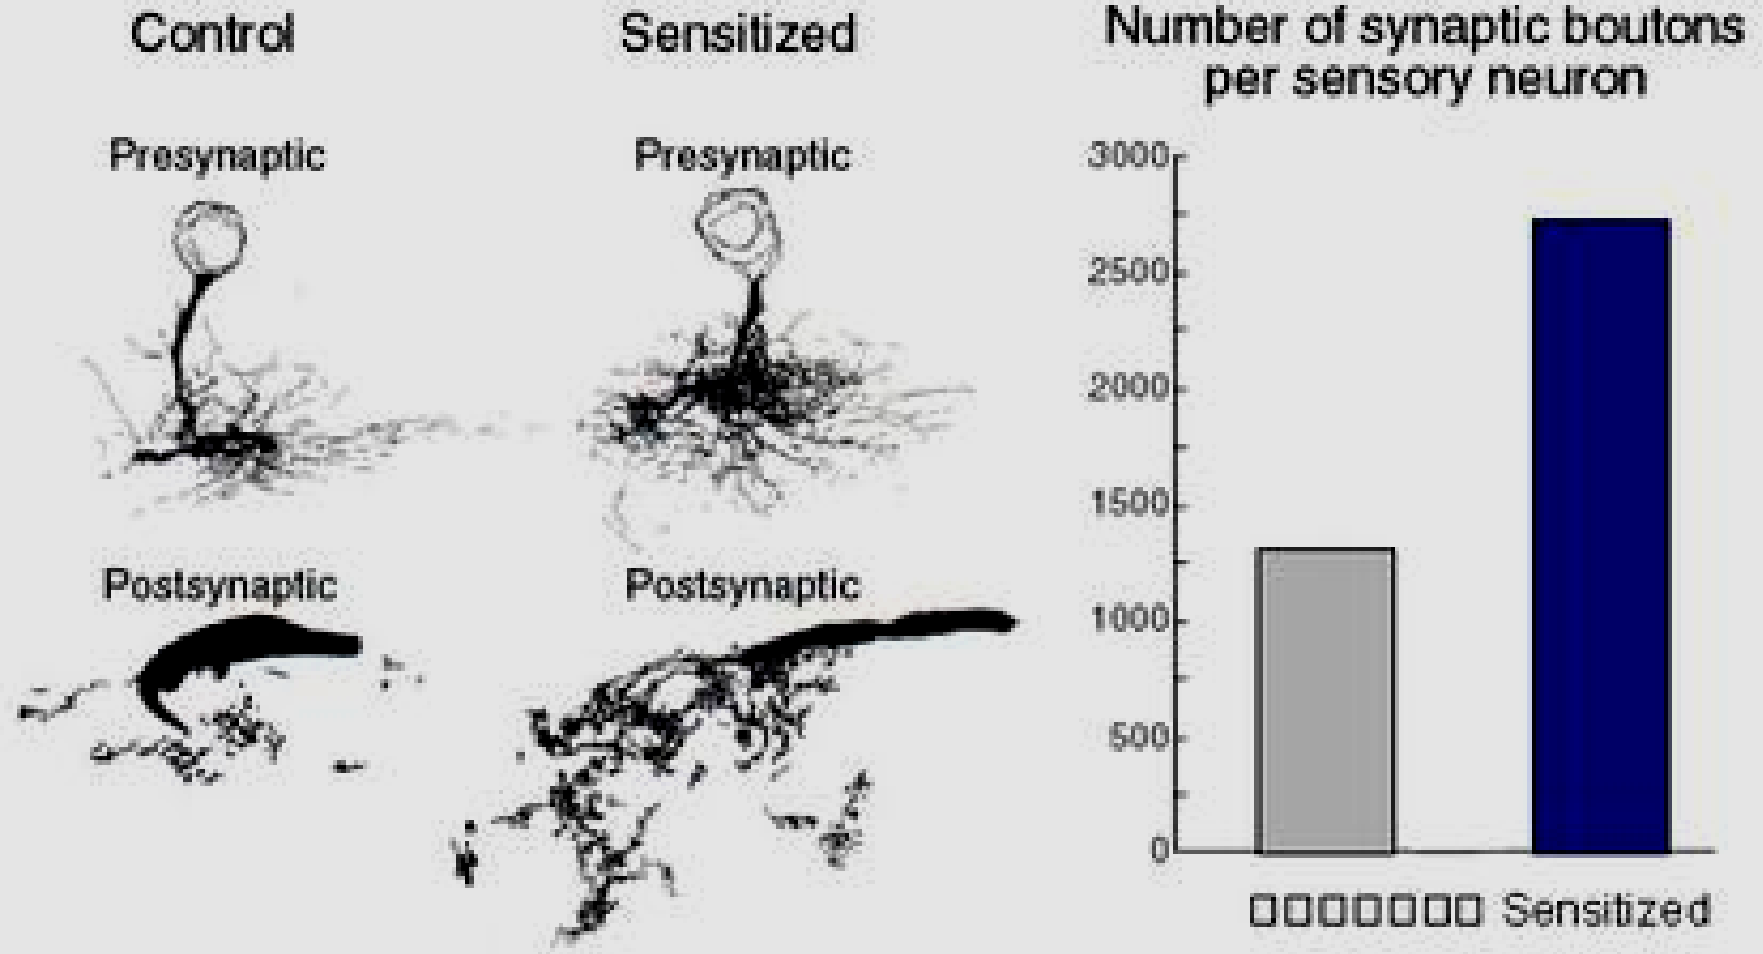 Control
Sensitized
Number of synaptic boutons
per sensory neuron
Presynaptic
Presynaptic
Postsynaptic
Postsynaptic
3000
2500
2000
1500
1000
500
0
□□□□□□□ Sensitized